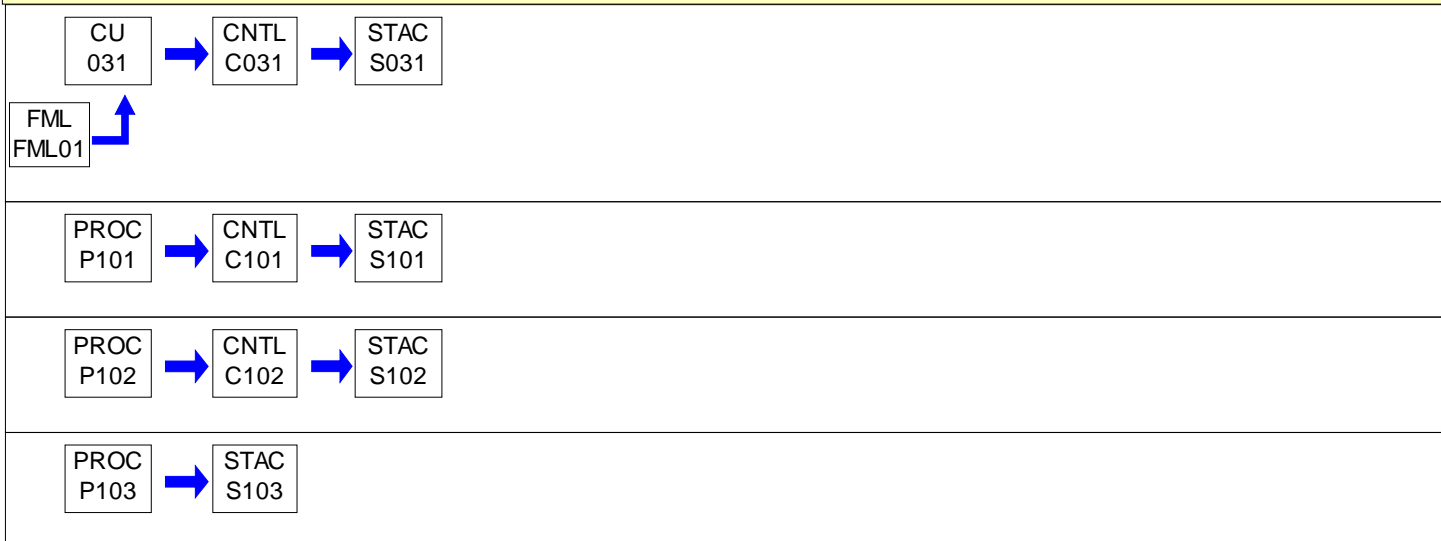 CU
031
CNTL
C031
STAC
S031
FML
FML01
PROC
P101
CNTL
C101
STAC
S101
PROC
P102
CNTL
C102
STAC
S102
PROC
P103
STAC
S103